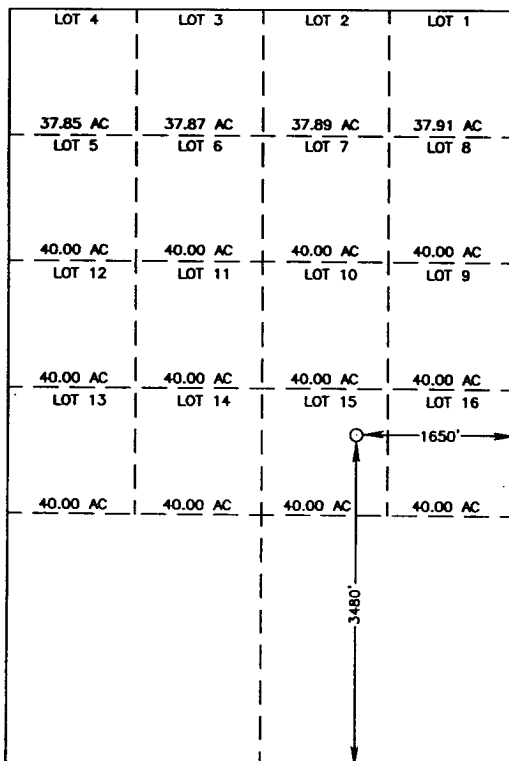 LOT 4 LOT 3 LOT 2 LOT 1
37.85 AC 37.87 AC 37.89 AC 37.91 AC
LOT 5 LOT 6 LOT 7 LOT 8
40.00 AC 40.00 AC 40.00 AC 40.00 AC
LOT 12 LOT 11 LOT 10 LOT 9
40.00 AC 40.00 AC 40.00 AC 40.00 AC
LOT 13 LOT 14 LOT 15 LOT 16
1650'
40.00 AC 40.00 AC 40.00 AC 40.00 AC
3480'